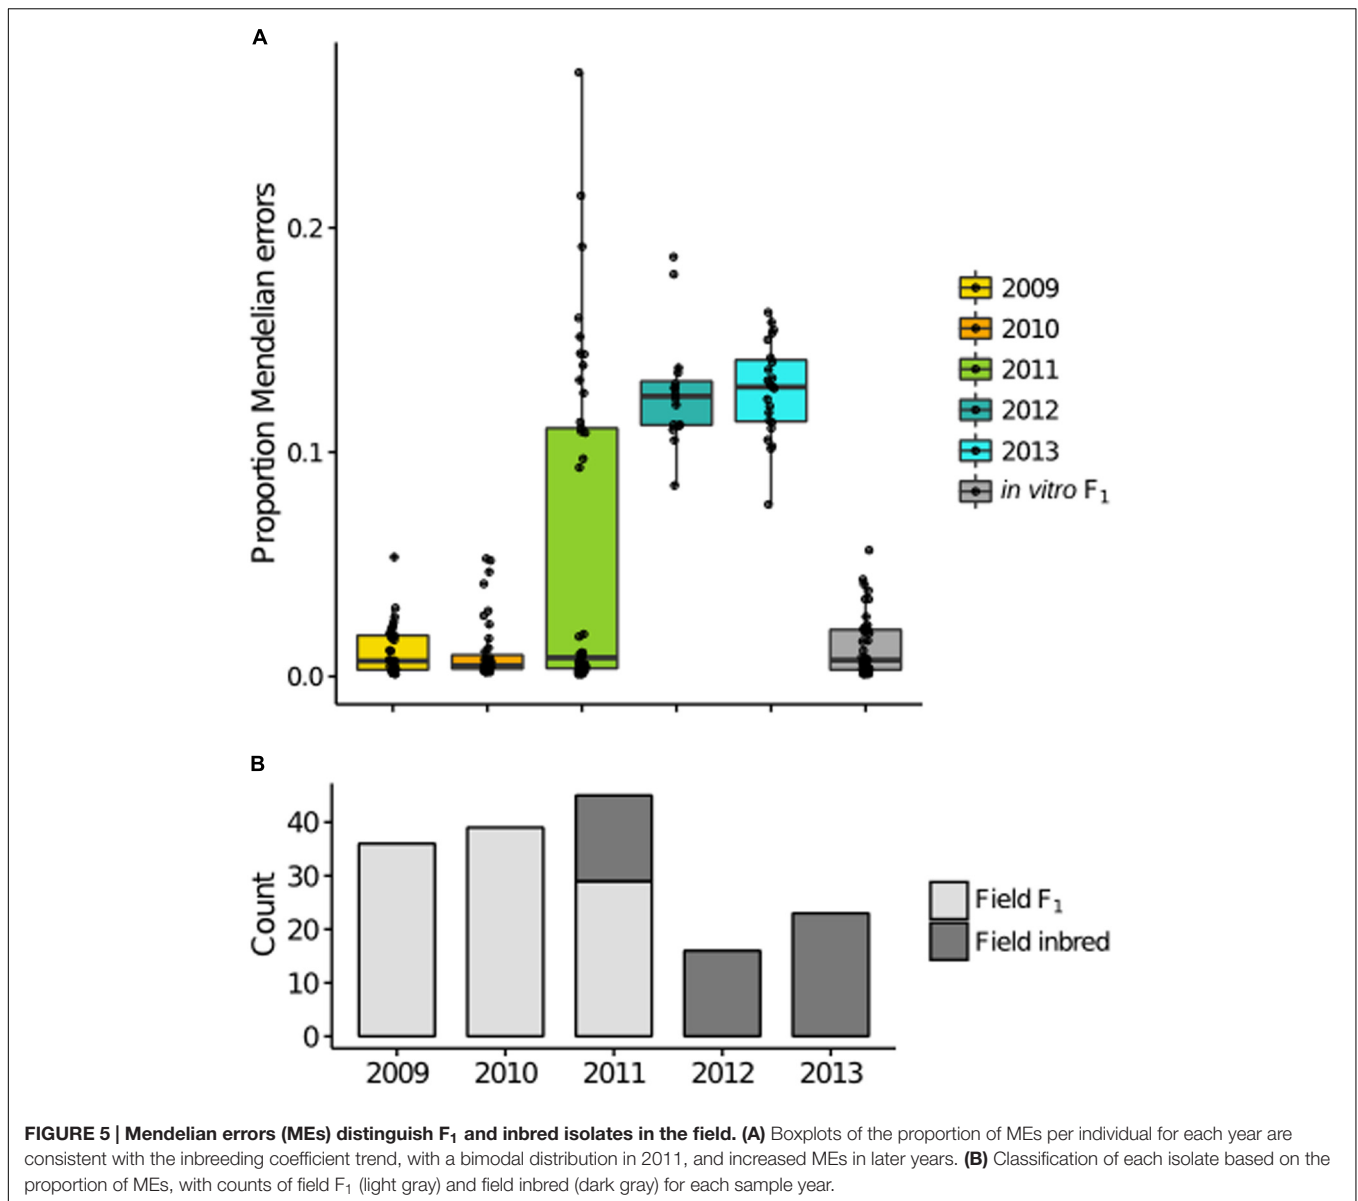 A
Proportion Mendelian errors
0.2
0.1
0.0
2009
2010
2011
2012
2013
in vitro F1
B
Count
40
30
20
10
0
2009 2010 2011 2012 2013
Field F1
Field inbred
FIGURE 5 | Mendelian errors (MEs) distinguish F1 and inbred isolates in the field. (A) Boxplots of the proportion of MEs per individual for each year are
consistent with the inbreeding coefficient trend, with a bimodal distribution in 2011, and increased MEs in later years. (B) Classification of each isolate based on the
proportion of MEs, with counts of field F1 (light gray) and field inbred (dark gray) for each sample year.